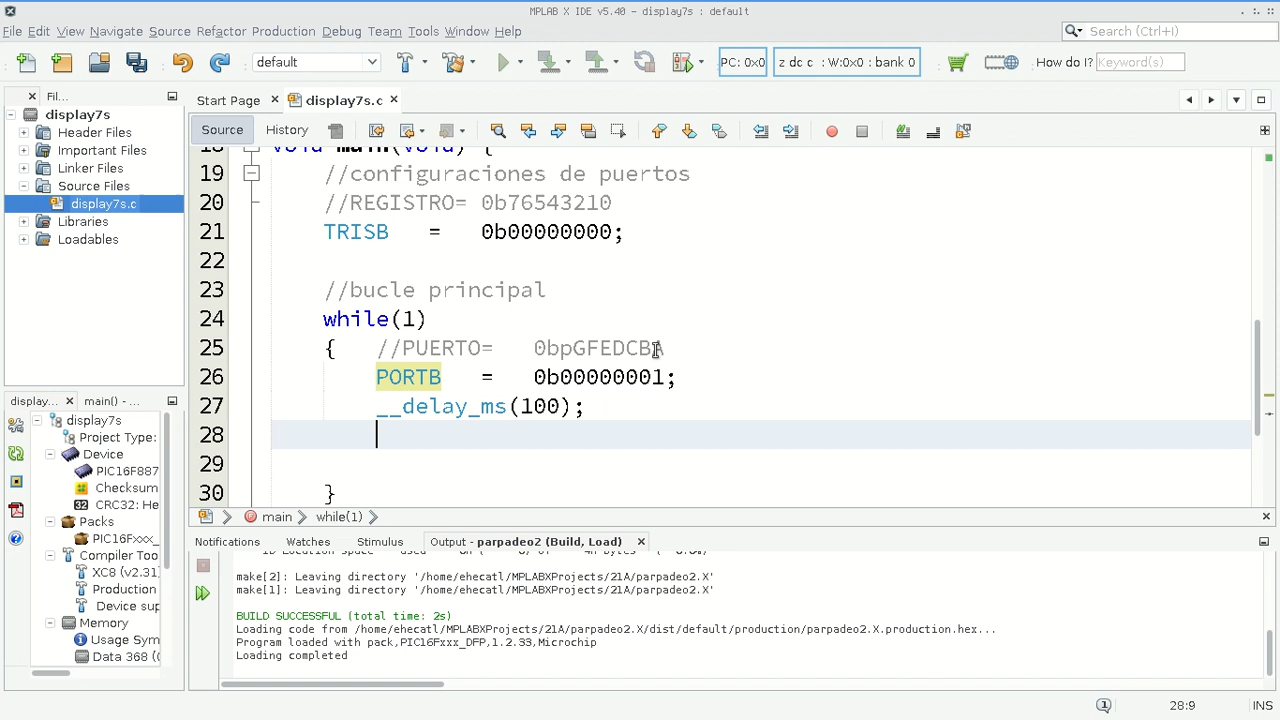 MPLAB X IDE v5.40 - display7s : default
File Edit View Navigate Source Refactor Production Debug Team Tools Window Help
Search (Ctrl+I)
default
PC: 0x0
z dc c : W:0x0 : bank 0
How do I?
Keyword(s)
Fil...
Start Page
display7s.c
display7s
Header Files
Important Files
Linker Files
Source Files
display7s.c
Libraries
Loadables
Source
History
18 void main(void) {
19 //configuraciones de puertos
20 //REGISTRO= 0b76543210
21 TRISB = 0b00000000;
22
23 //bucle principal
24 while(1)
25 { //PUERTO= 0bpGFEDCBA
26 PORTB = 0b00000001;
27 __delay_ms(100);
28
29
30 }
main
while(1)
display...
main() -...
display7s
Project Type:
Device
PIC16F887
Checksum
CRC32: He
Packs
PIC16Fxxx_
Compiler Too
XC8 (v2.31)
Production
Device sup
Memory
Usage Sym
Data 368 (
Notifications
Watches
Stimulus
Output - parpadeo2 (Build, Load)
make[2]: Leaving directory '/home/ehecatl/MPLABXProjects/21A/parpadeo2.X'
make[1]: Leaving directory '/home/ehecatl/MPLABXProjects/21A/parpadeo2.X'
BUILD SUCCESSFUL (total time: 2s)
Loading code from /home/ehecatl/MPLABXProjects/21A/parpadeo2.X/dist/default/production/parpadeo2.X.production.hex...
Program loaded with pack,PIC16Fxxx_DFP,1.2.33,Microchip
Loading completed
1
28:9
INS